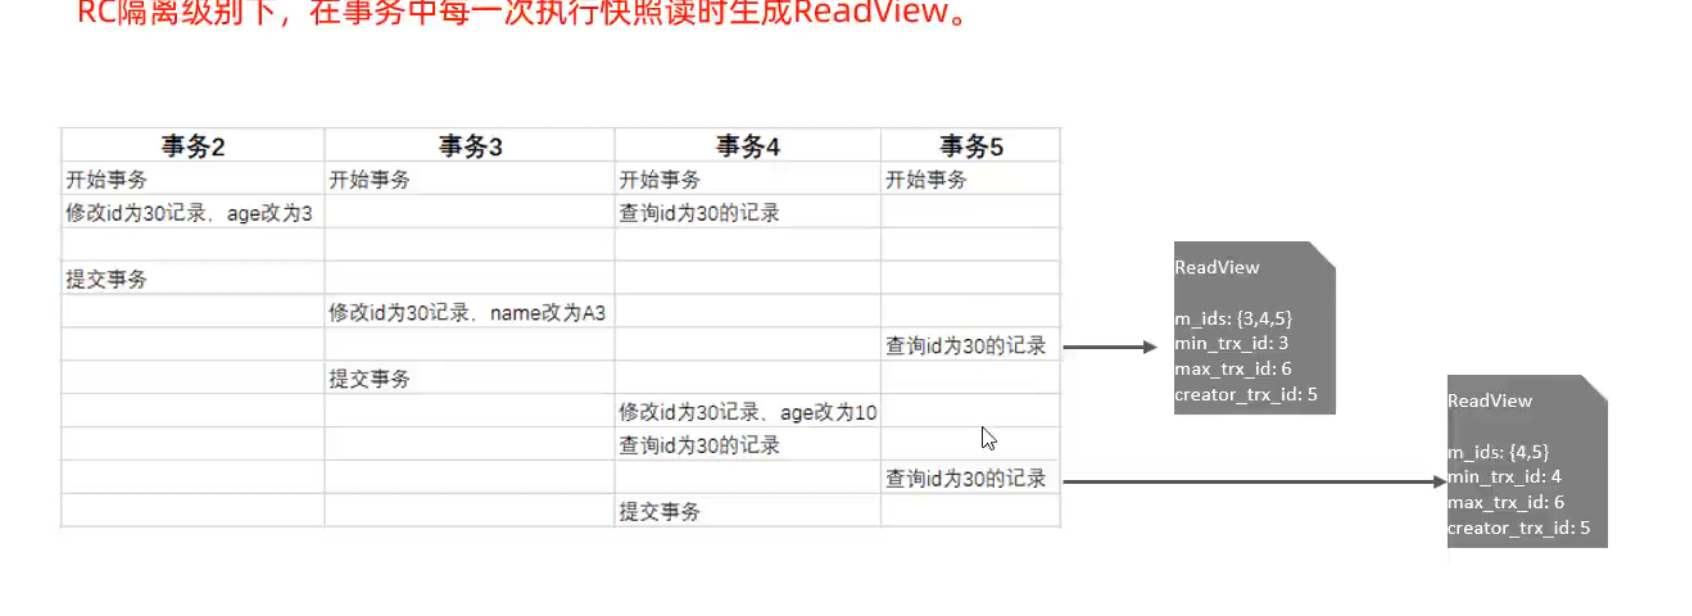 RC隔离级别下，在事务中每一次执行快照读时生成ReadView。
事务2 事务3 事务4 事务5
开始事务 开始事务 开始事务 开始事务
修改id为30记录，age改为3 查询id为30的记录
提交事务
修改id为30记录，name改为A3
查询id为30的记录
提交事务
修改id为30记录、age改为10
查询id为30的记录
查询id为30的记录
提交事务
ReadView
m_ids: {3,4,5}
min_trx_id: 3
max_trx_id: 6
creator_trx_id: 5
ReadView
m_ids: {4,5}
min_trx_id: 4
max_trx_id: 6
creator_trx_id: 5